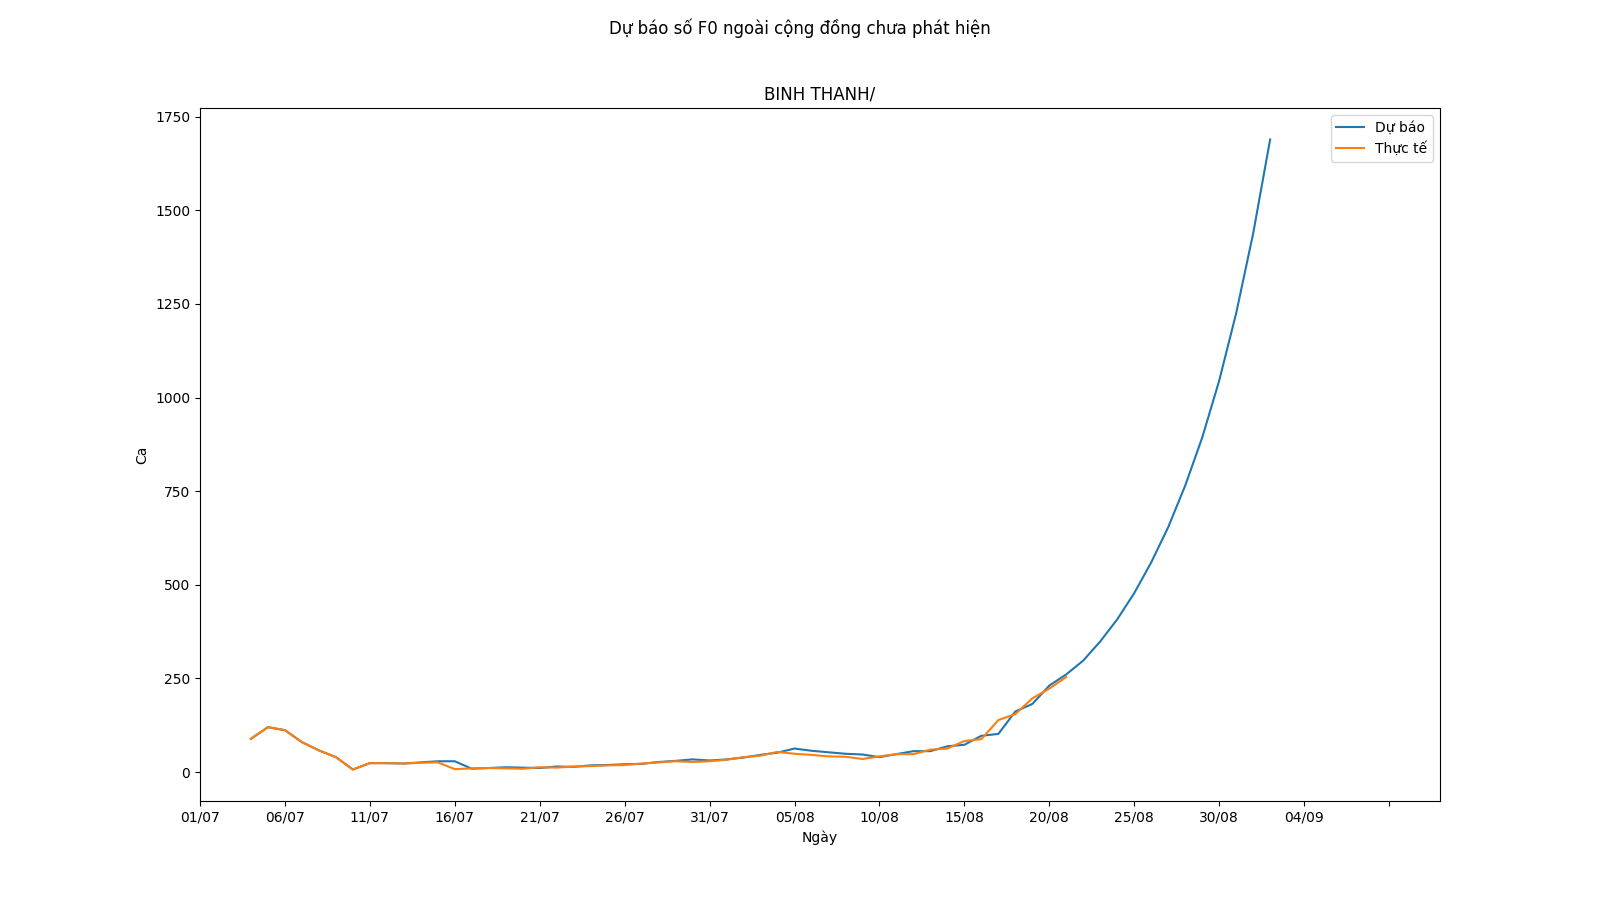 Dự báo số F0 ngoài cộng đồng chưa phát hiện
BINH THANH/
1750
1500
1250
1000
750
500
250
0
Ca
Dự báo
Thực tế
01/07 06/07 11/07 16/07 21/07 26/07 31/07 05/08 10/08 15/08 20/08 25/08 30/08 04/09
Ngày